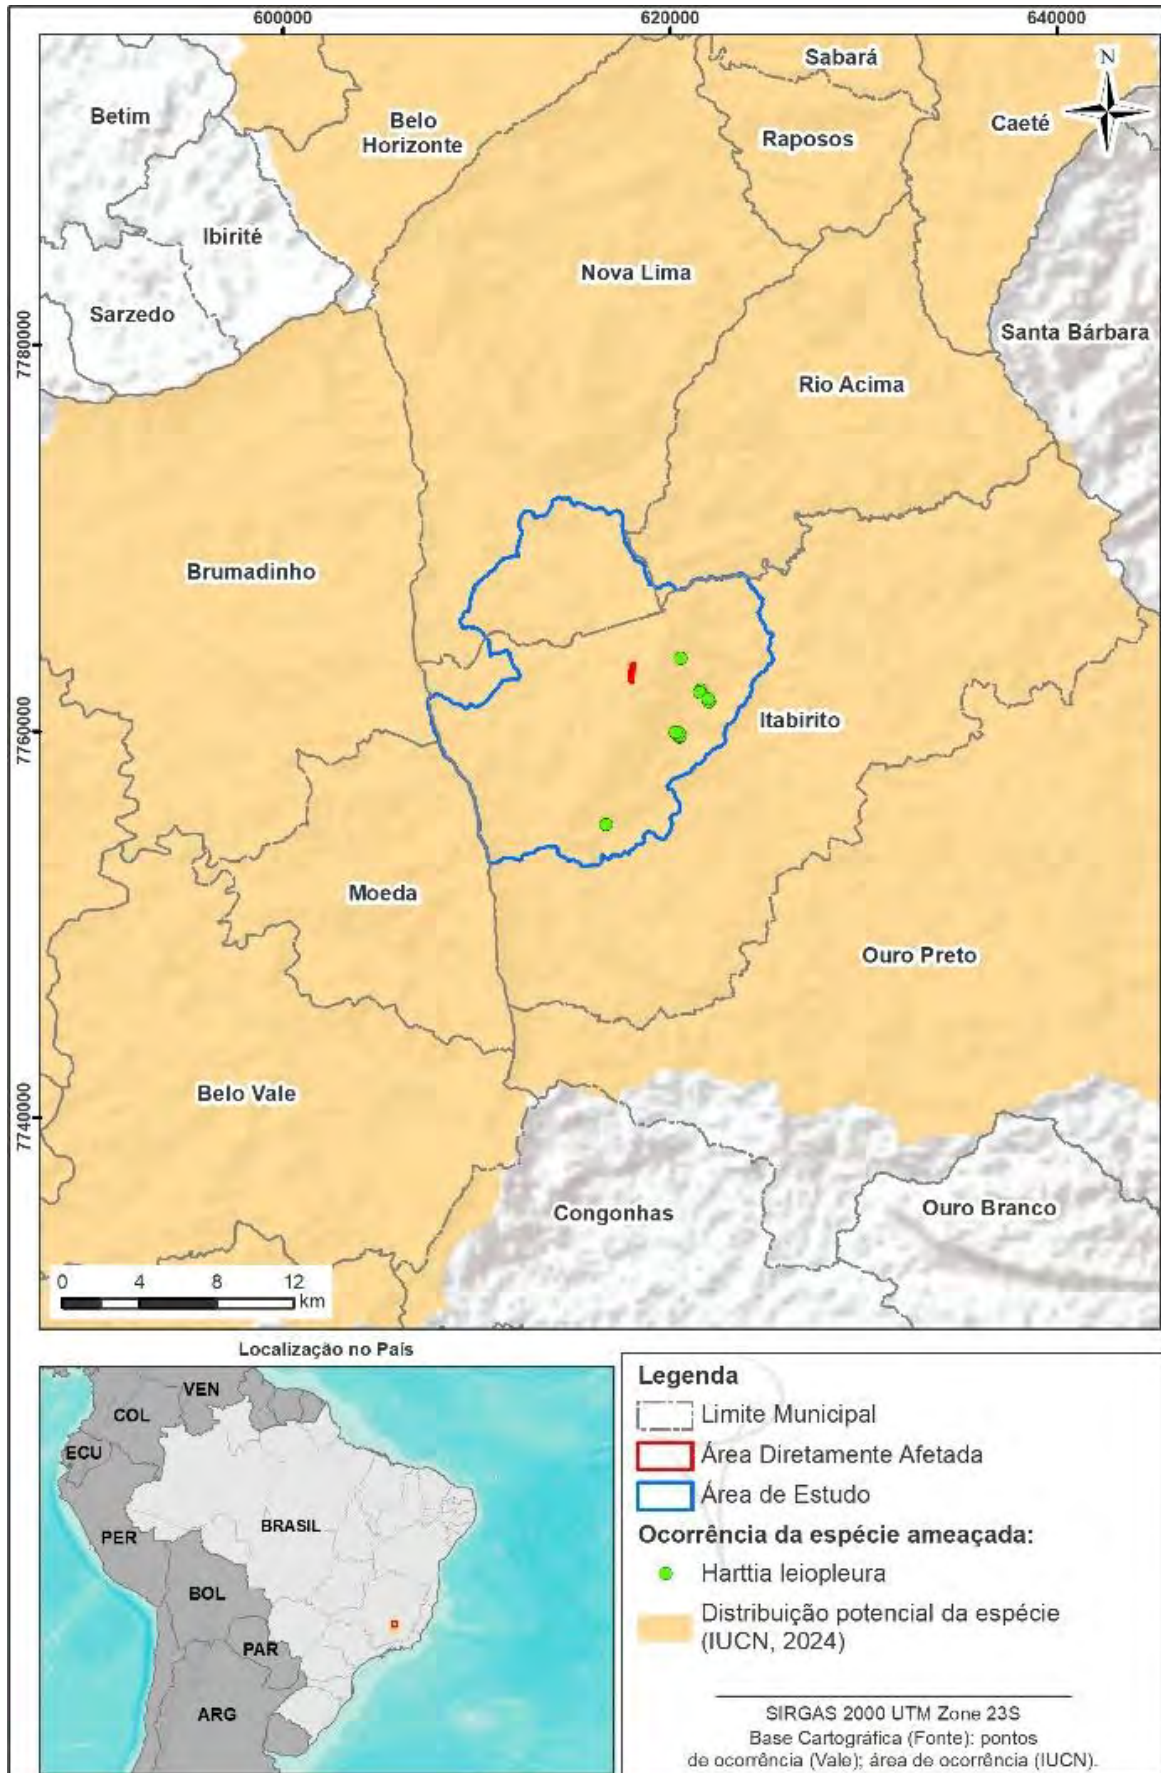 600000
620000
640000
Sabará
N
Betim
Belo
Horizonte
Raposos
Caeté
Ibirité
Nova Lima
Sarzedo
Santa Bárbara
7780000
Rio Acima
Brumadinho
Itabirito
7760000
Moeda
Ouro Preto
Belo Vale
7740000
Congonhas
Ouro Branco
0 4 8 12
km
Localização no País
VEN
COL
ECU
PER
BRASIL
BOL
PAR
ARG
Legenda
Limite Municipal
Área Diretamente Afetada
Área de Estudo
Ocorrência da espécie ameaçada:
Harttia leiopleura
Distribuição potencial da espécie
(IUCN, 2024)
SIRGAS 2000 UTM Zone 23S
Base Cartográfica (Fonte): pontos
de ocorrência (Vale); área de ocorrência (IUCN).